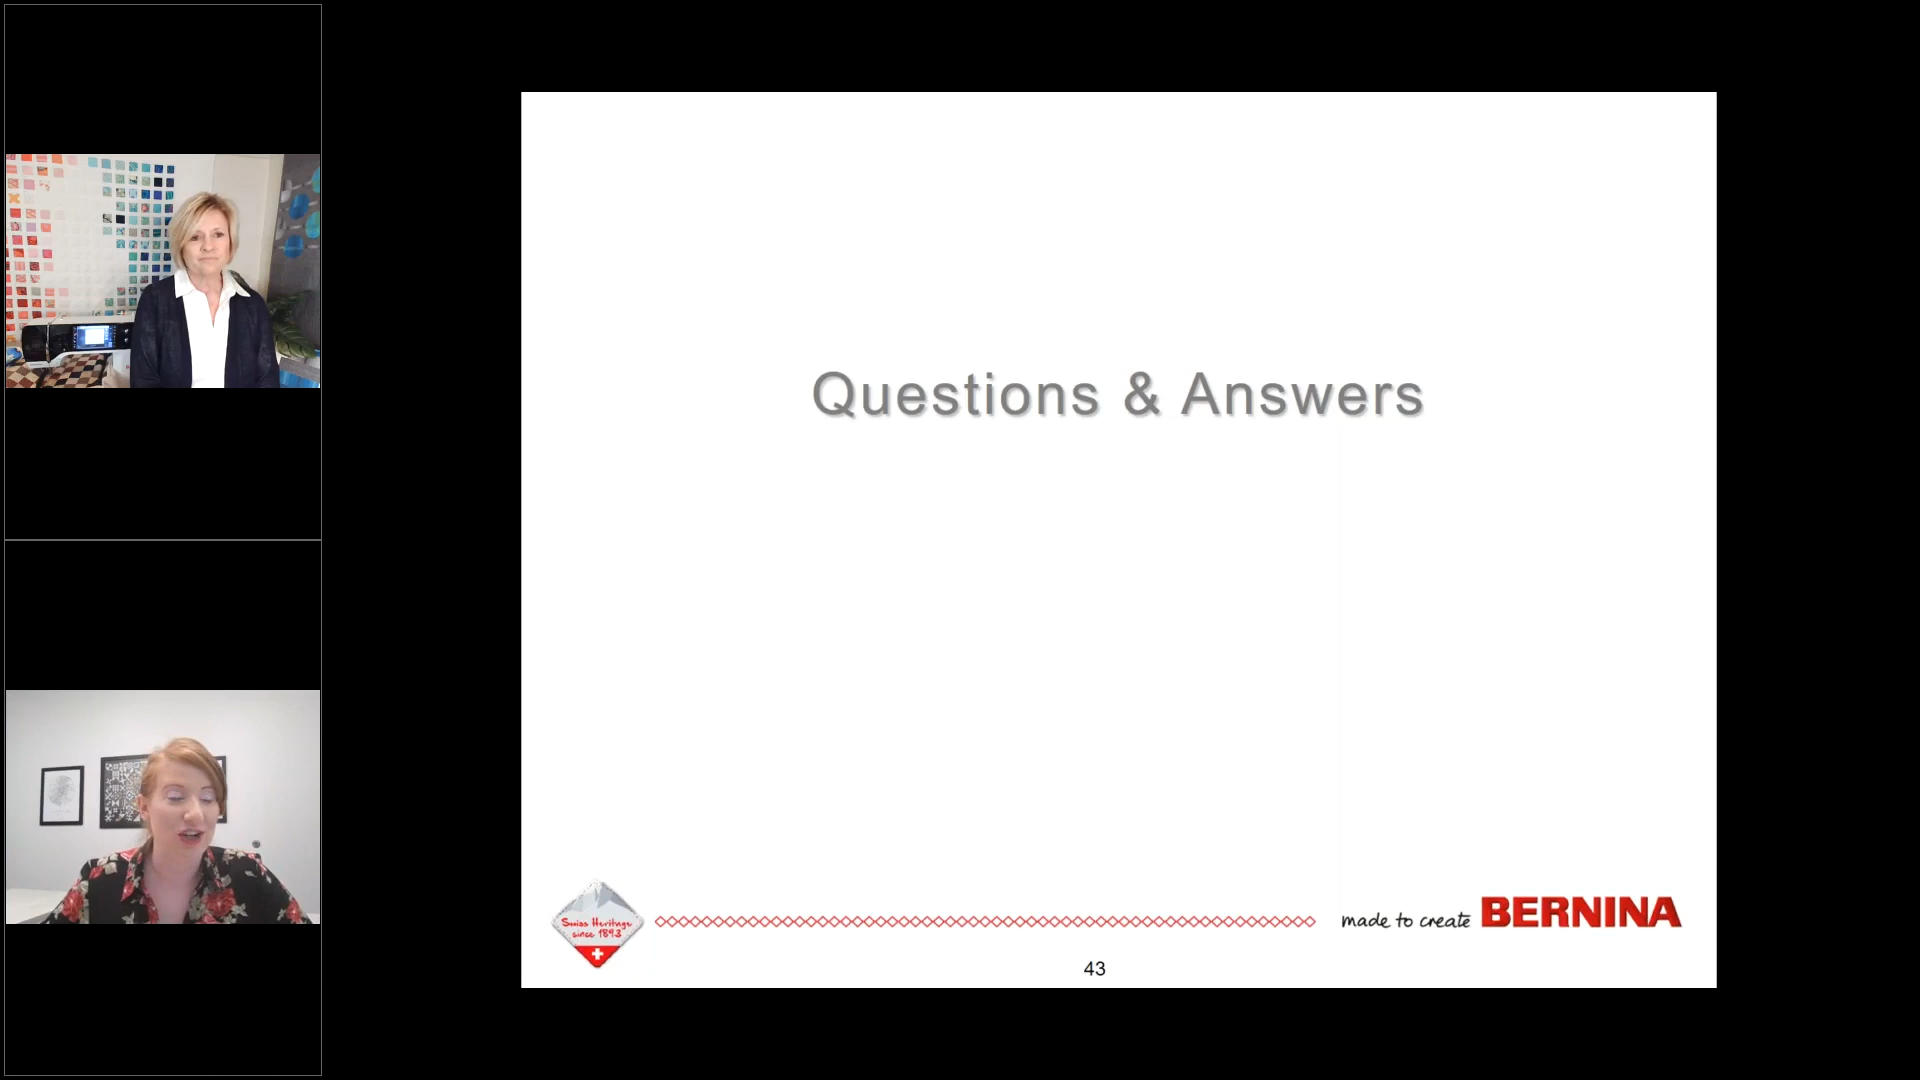 Questions & Answers
Swiss Heritage
since 1893
made to create BERNINA
43